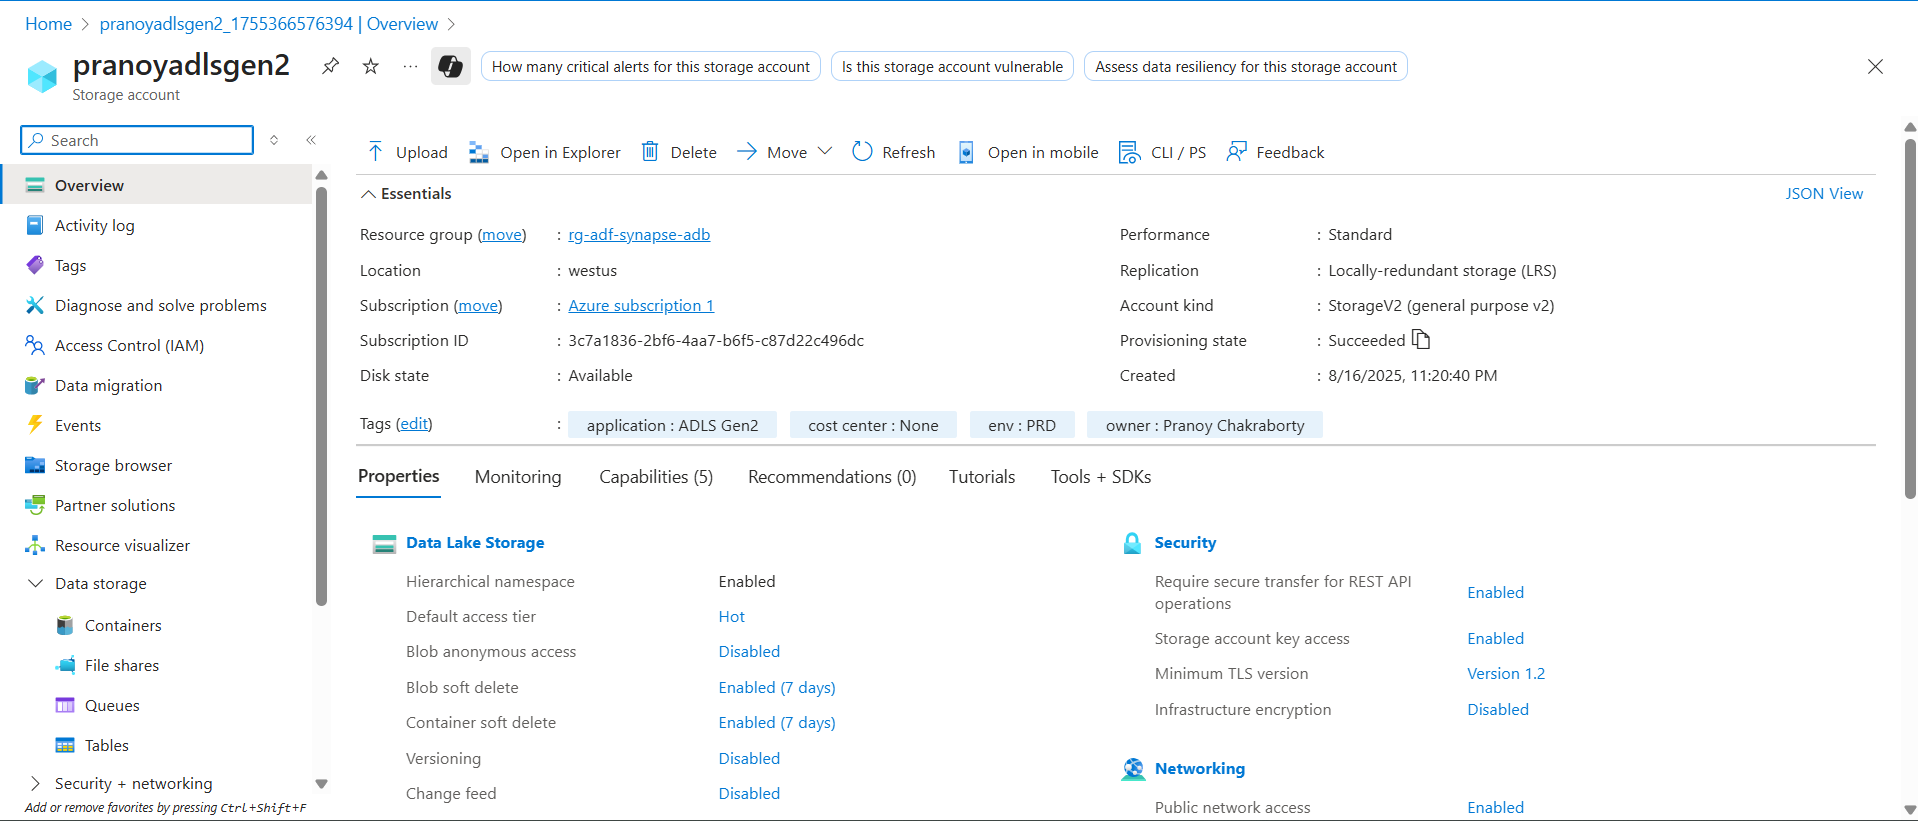 Home > pranoyadlsgen2_1755366576394 | Overview >
pranoyadlsgen2
Storage account
How many critical alerts for this storage account
Is this storage account vulnerable
Assess data resiliency for this storage account
Search
Overview
Activity log
Tags
Diagnose and solve problems
Access Control (IAM)
Data migration
Events
Storage browser
Partner solutions
Resource visualizer
Data storage
Containers
File shares
Queues
Tables
Security + networking
Add or remove favorites by pressing Ctrl+Shift+F
Upload Open in Explorer Delete Move Refresh Open in mobile CLI / PS Feedback
Essentials
JSON View
Resource group (move) : rg-adf-synapse-adb
Location : westus
Subscription (move) : Azure subscription 1
Subscription ID : 3c7a1836-2bf6-4aa7-b6f5-c87d22c496dc
Disk state : Available
Performance : Standard
Replication : Locally-redundant storage (LRS)
Account kind : StorageV2 (general purpose v2)
Provisioning state : Succeeded
Created : 8/16/2025, 11:20:40 PM
Tags (edit) : application : ADLS Gen2 cost center : None env : PRD owner : Pranoy Chakraborty
Properties Monitoring Capabilities (5) Recommendations (0) Tutorials Tools + SDKs
Data Lake Storage
Hierarchical namespace Enabled
Default access tier Hot
Blob anonymous access Disabled
Blob soft delete Enabled (7 days)
Container soft delete Enabled (7 days)
Versioning Disabled
Change feed Disabled
Security
Require secure transfer for REST API
operations Enabled
Storage account key access Enabled
Minimum TLS version Version 1.2
Infrastructure encryption Disabled
Networking
Public network access Enabled